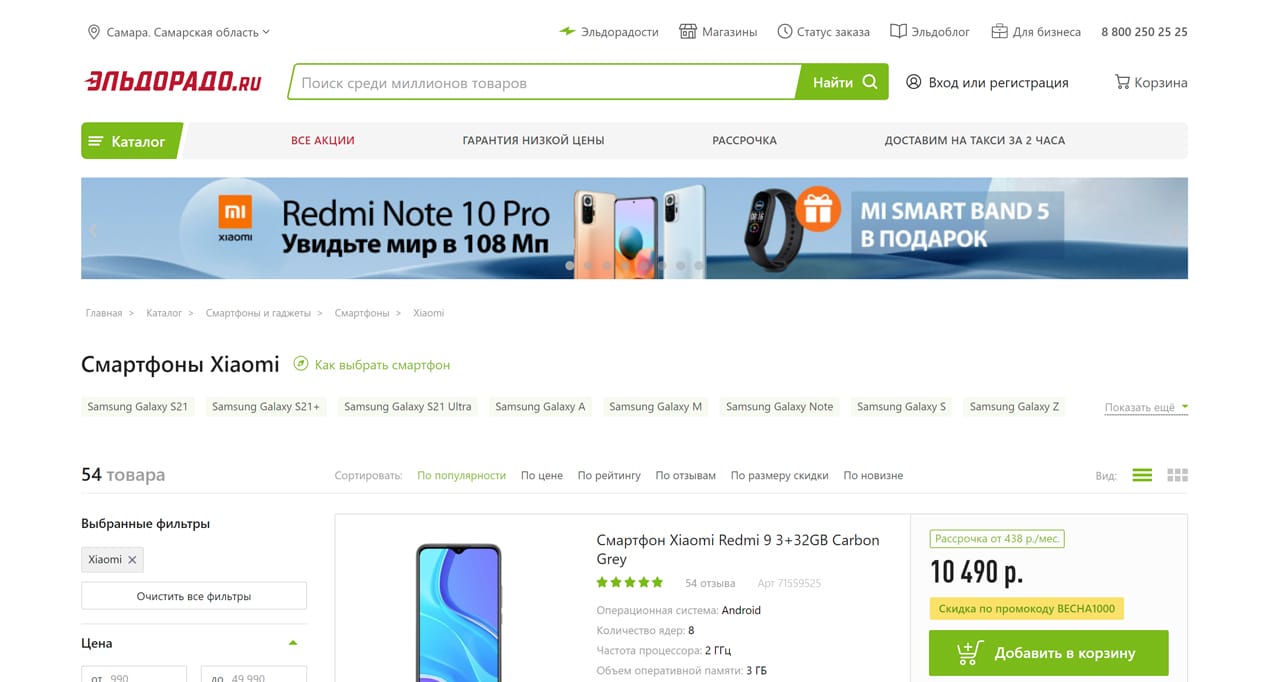 Самара. Самарская область
Эльдорадости
Магазины
Статус заказа
Эльдоблог
Для бизнеса
8 800 250 25 25
ЭЛЬДОРАДО.RU
Поиск среди миллионов товаров
Найти
Вход или регистрация
Корзина
Каталог
ВСЕ АКЦИИ
ГАРАНТИЯ НИЗКОЙ ЦЕНЫ
РАССРОЧКА
ДОСТАВИМ НА ТАКСИ ЗА 2 ЧАСА
mi
xiaomi
Redmi Note 10 Pro
Увидьте мир в 108 Мп
MI SMART BAND 5
В ПОДАРОК
Главная > Каталог > Смартфоны и гаджеты > Смартфоны > Xiaomi
Смартфоны Xiaomi
Как выбрать смартфон
Samsung Galaxy S21
Samsung Galaxy S21+
Samsung Galaxy S21 Ultra
Samsung Galaxy A
Samsung Galaxy M
Samsung Galaxy Note
Samsung Galaxy S
Samsung Galaxy Z
Показать ещё
54 товара
Сортировать: По популярности По цене По рейтингу По отзывам По размеру скидки По новизне
Вид:
Выбранные фильтры
Xiaomi
Очистить все фильтры
Цена
от 990
до 49 990
Смартфон Xiaomi Redmi 9 3+32GB Carbon
Grey
54 отзыва
Арт 71559525
Операционная система: Android
Количество ядер: 8
Частота процессора: 2 ГГц
Объем оперативной памяти: 3 ГБ
Рассрочка от 438 р./мес.
10 490 р.
Скидка по промокоду ВЕСНА1000
Добавить в корзину